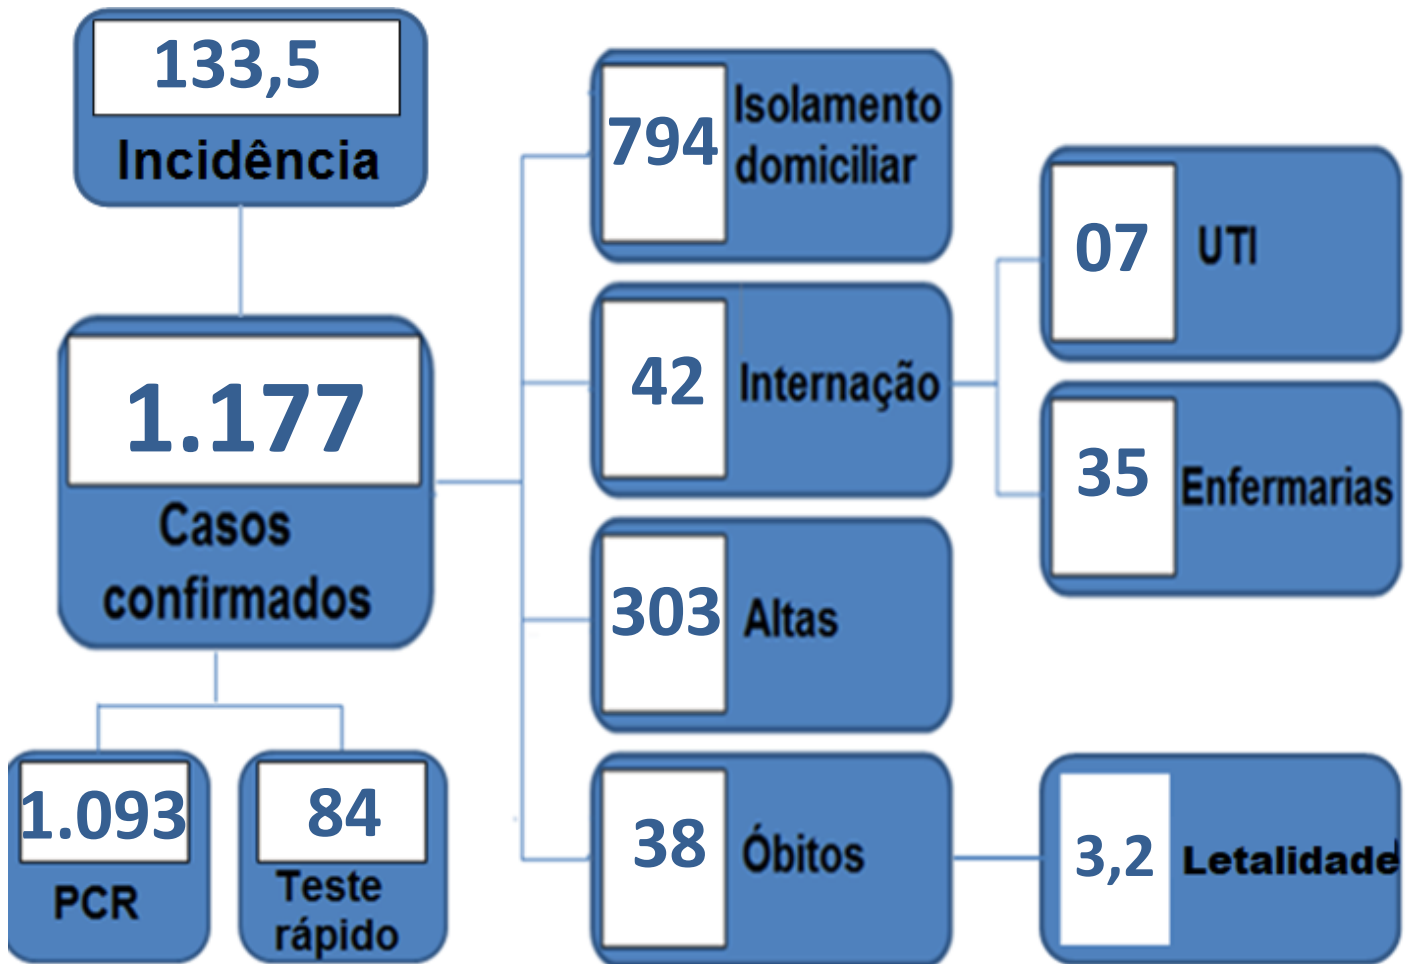 133,5
Incidência
1.177
Casos
confirmados
1.093
PCR
84
Teste
rápido
794
Isolamento
domiciliar
42
Internação
303
Altas
38
Óbitos
07
UTI
35
Enfermarias
3,2
Letalidade